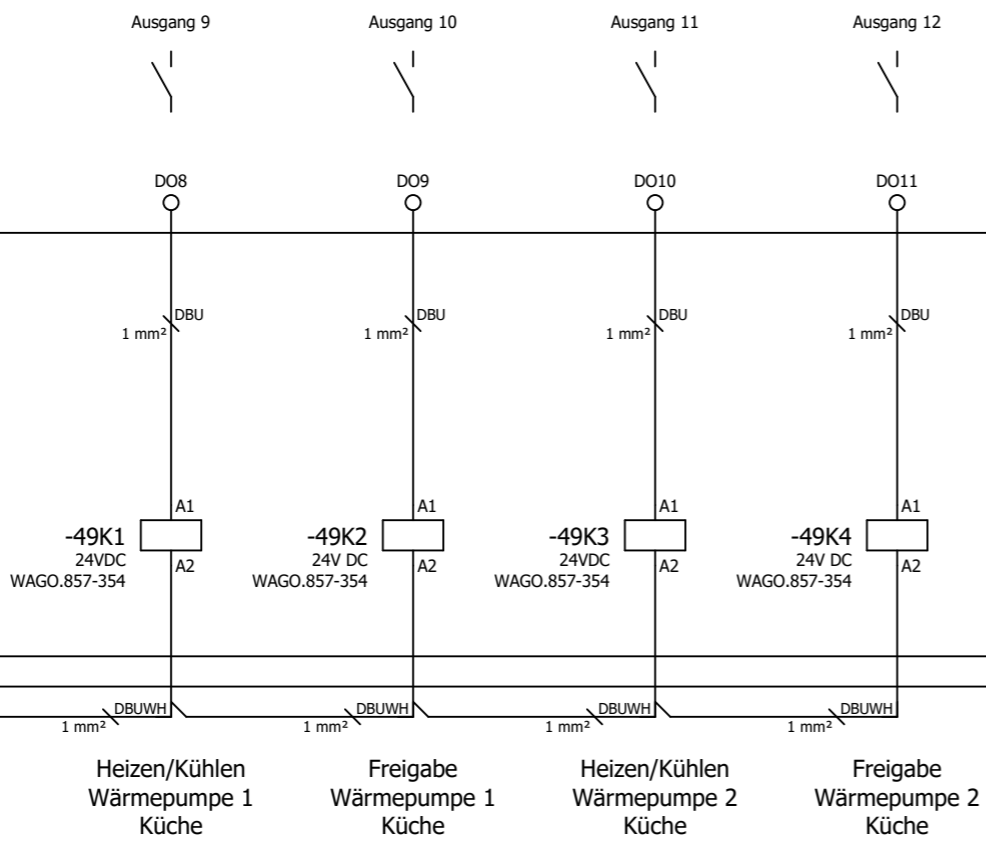 Ausgang 9
Ausgang 10
Ausgang 11
Ausgang 12
DO8
DO9
DO10
DO11
DBU
1 mm²
DBU
1 mm²
DBU
1 mm²
DBU
1 mm²
A1
-49K1
24VDC
A2
WAGO.857-354
A1
-49K2
24V DC
A2
WAGO.857-354
A1
-49K3
24VDC
A2
WAGO.857-354
A1
-49K4
24V DC
A2
WAGO.857-354
DBUWH
1 mm²
DBUWH
1 mm²
DBUWH
1 mm²
DBUWH
1 mm²
Heizen/Kühlen
Wärmepumpe 1
Küche
Freigabe
Wärmepumpe 1
Küche
Heizen/Kühlen
Wärmepumpe 2
Küche
Freigabe
Wärmepumpe 2
Küche